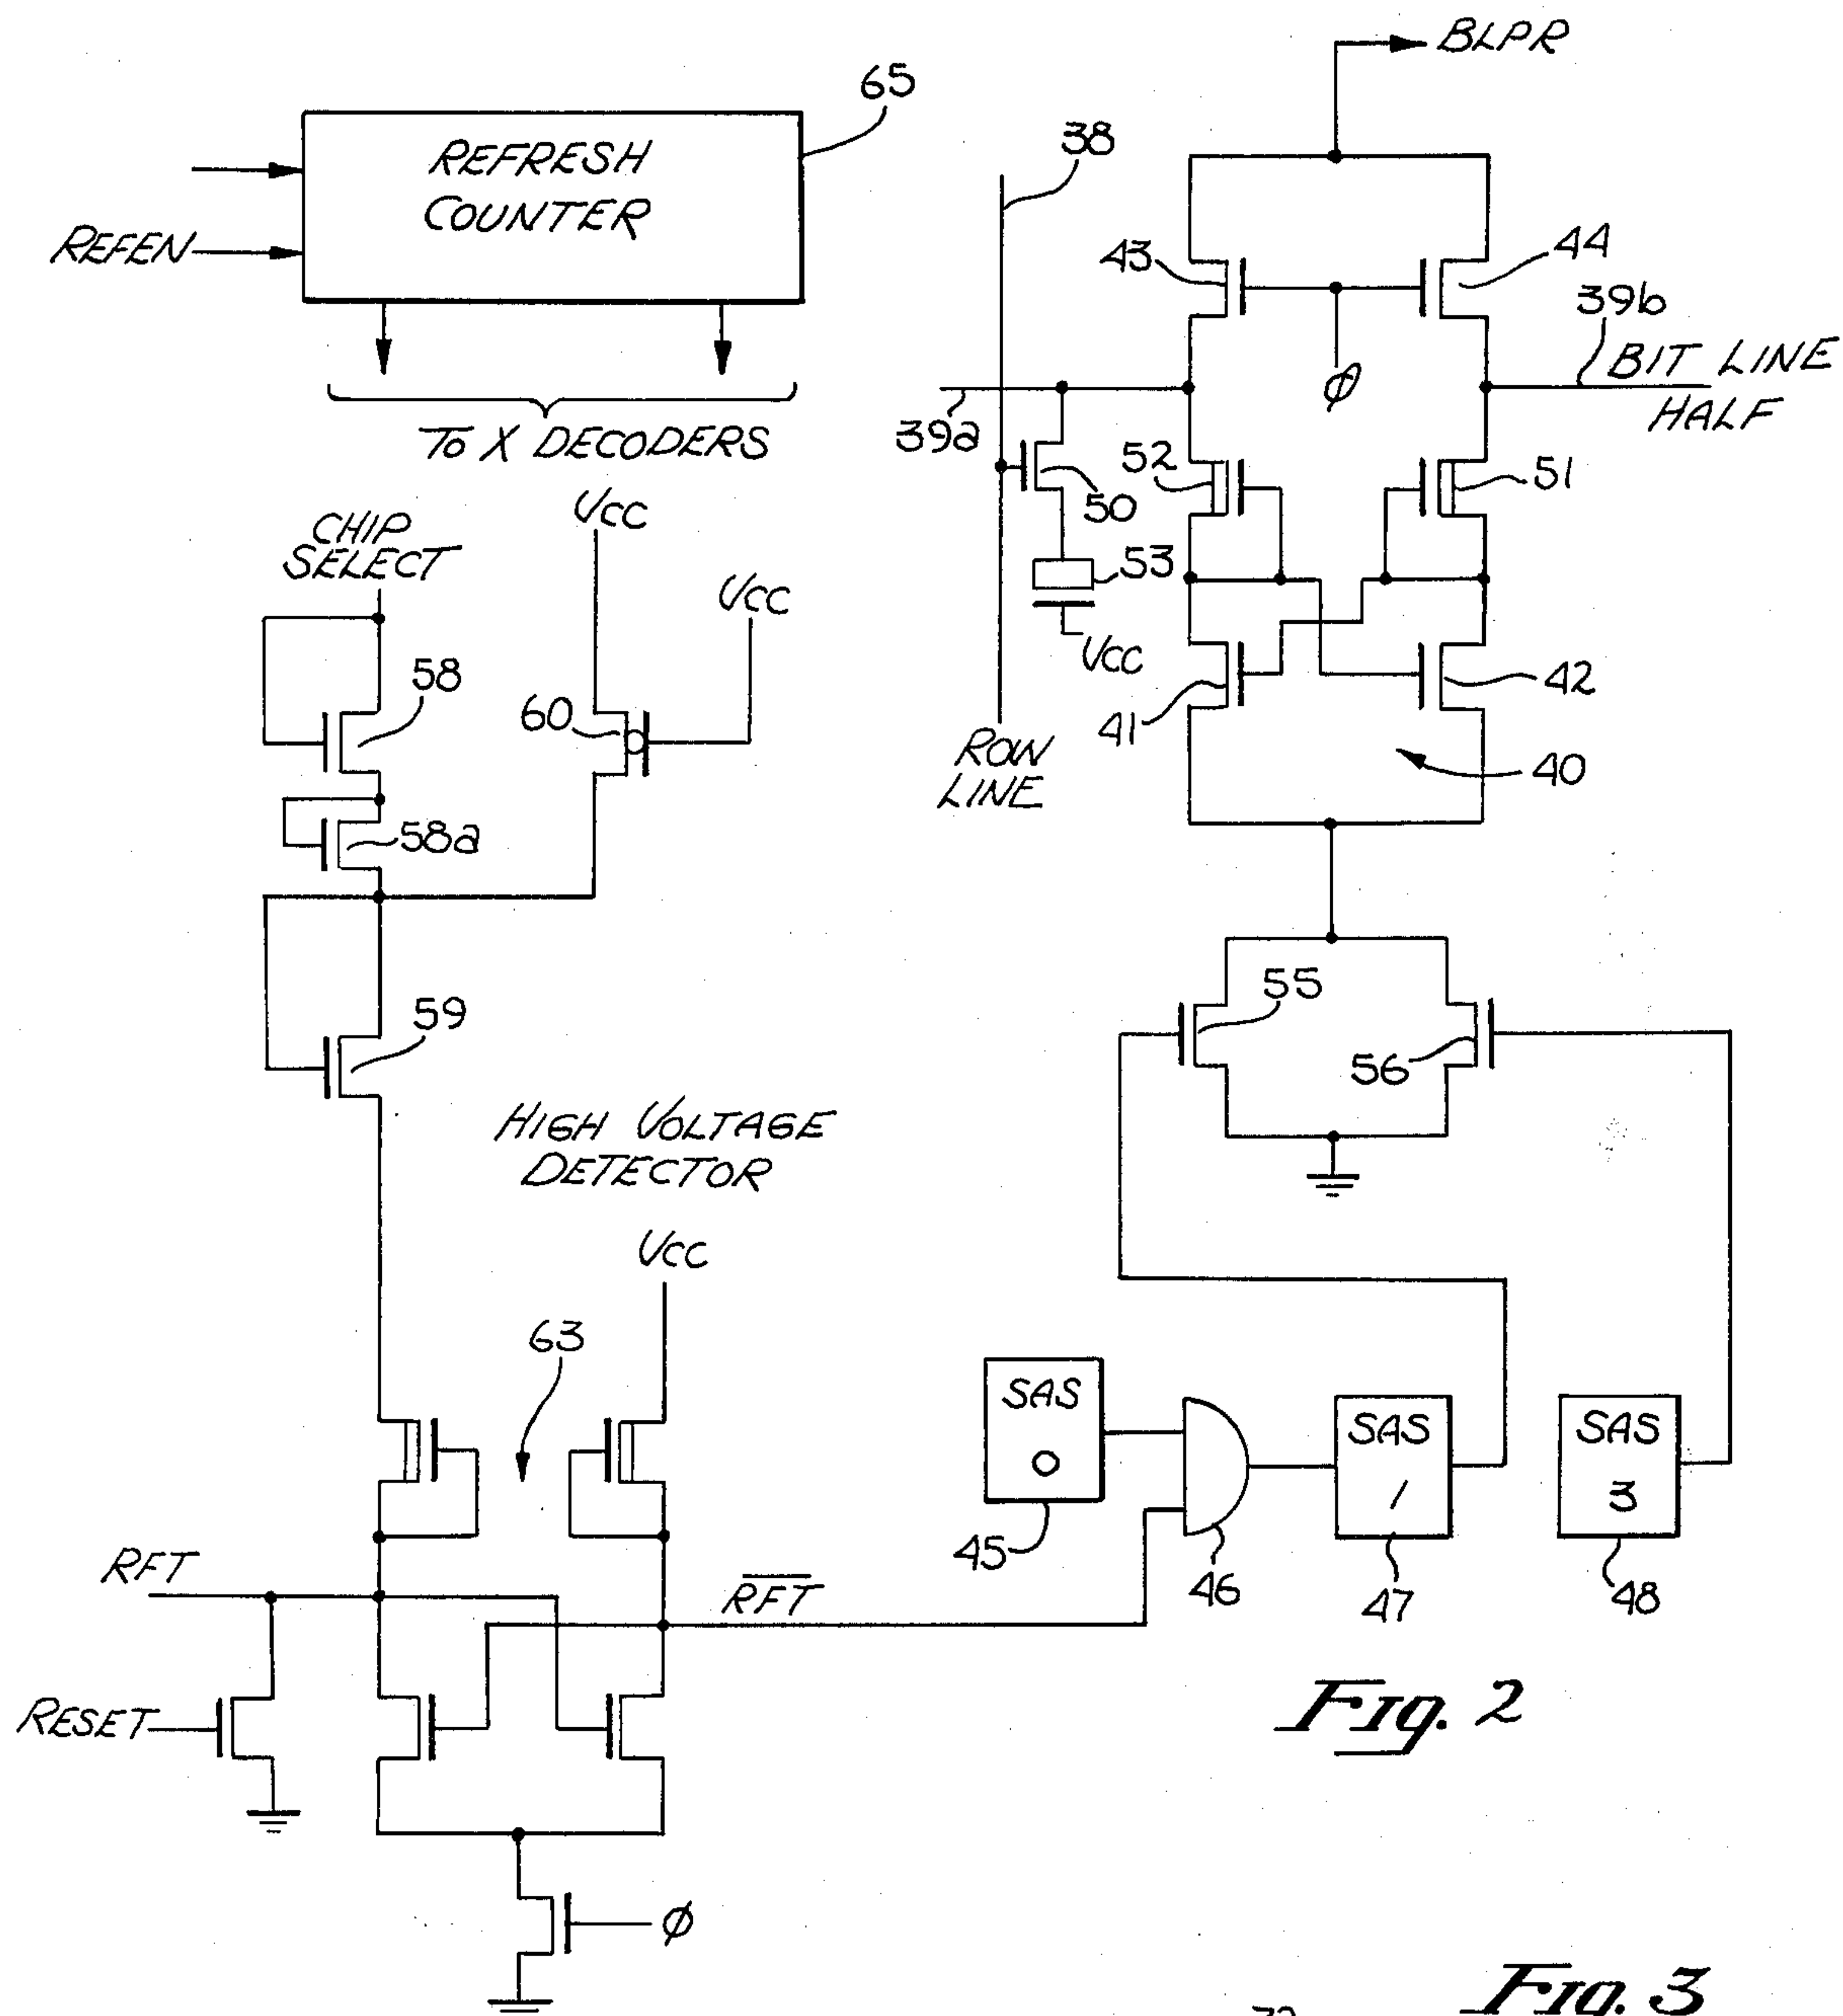 BLPR
65
REFRESH
COUNTER
REFEN
TO X DECODERS
38
43
44
39b
BIT LINE
HALF
φ
39a
50
52
51
53
VCC
41
42
40
ROW
LINE
CHIP
SELECT
VCC
VCC
58
60
58a
59
55
56
HIGH VOLTAGE
DETECTOR
VCC
63
SAS
0
45
46
SAS
1
47
SAS
3
48
RFT
R̅F̅T̅
RESET
φ
Fig. 2
Fig. 3